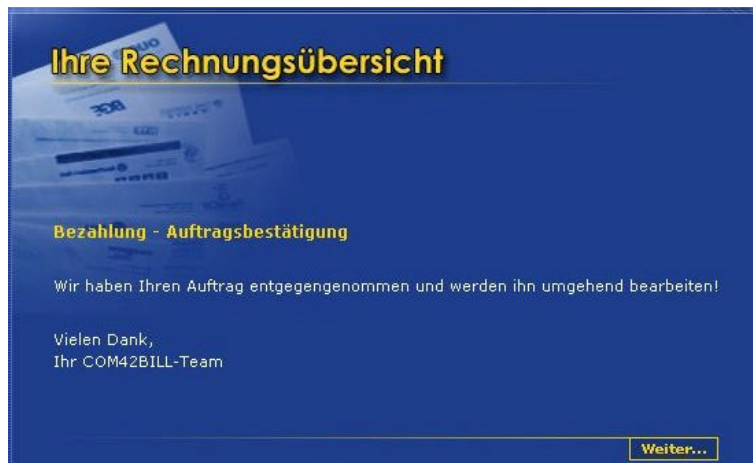 Ihre Rechnungsübersicht
Bezahlung - Auftragsbestätigung
Wir haben Ihren Auftrag entgegengenommen und werden ihn umgehend bearbeiten!
Vielen Dank,
Ihr COM42BILL-Team
Weiter...